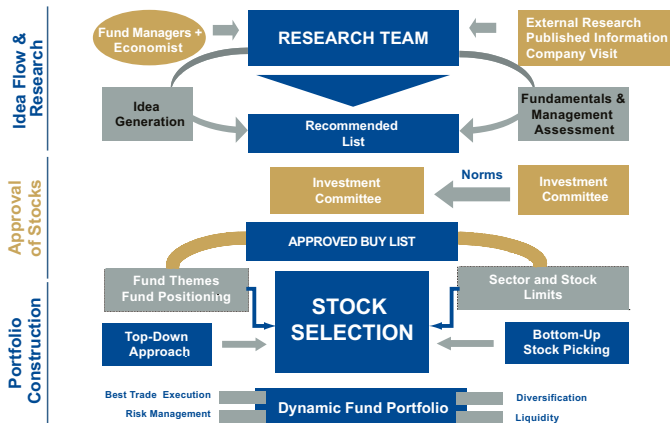 Idea Flow &
Research
Fund Managers +
Economist
RESEARCH TEAM
External Research
Published Information
Company Visit
Idea
Generation
Recommended
List
Fundamentals &
Management
Assessment
Approval
of Stocks
Investment
Committee
Norms
Investment
Committee
APPROVED BUY LIST
Portfolio
Construction
Fund Themes
Fund Positioning
STOCK
SELECTION
Sector and Stock
Limits
Top-Down
Approach
Bottom-Up
Stock Picking
Best Trade Execution
Risk Management
Dynamic Fund Portfolio
Diversification
Liquidity